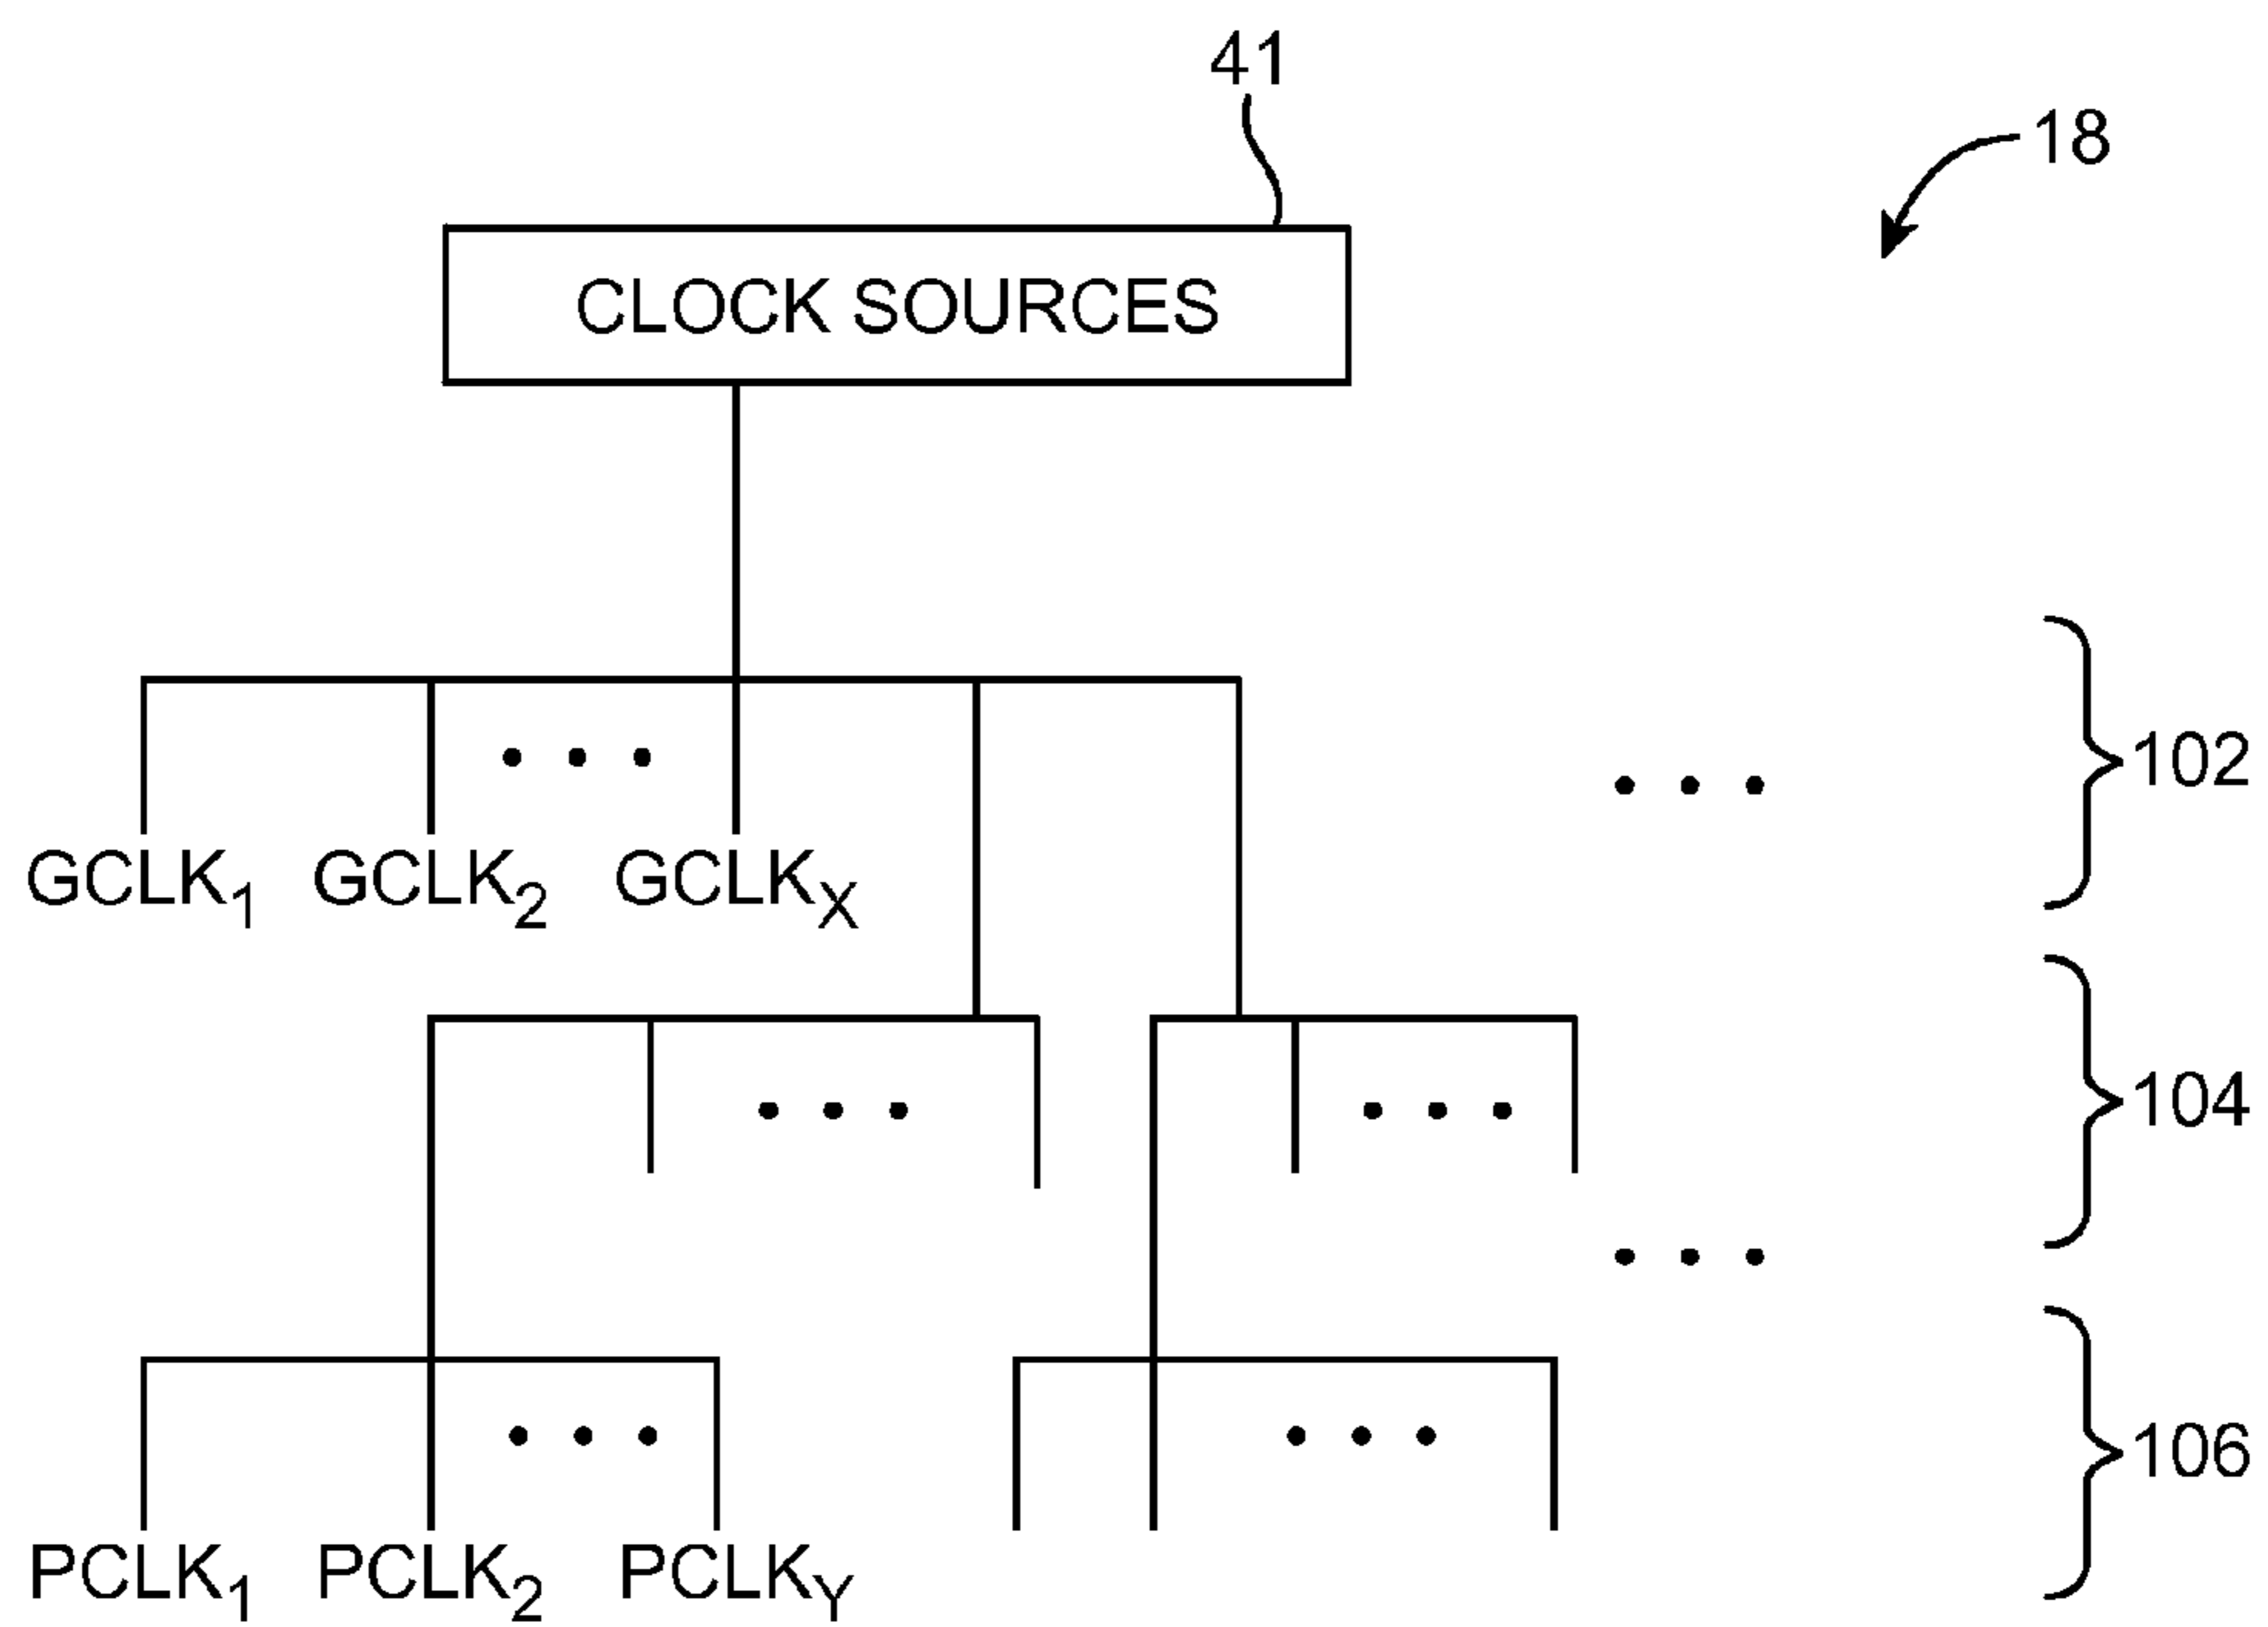 41
18
CLOCK SOURCES
102
GCLK1 GCLK2 GCLKX
104
106
PCLK1 PCLK2 PCLKY